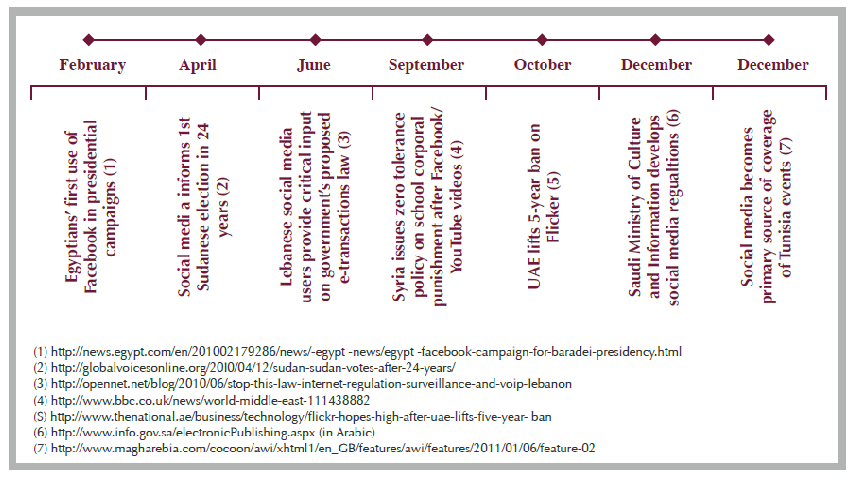 February
April
June
September
October
December
December
Egyptians' first use of
Facebook in presidential
campaigns (1)
Social medi a informs 1st
Sudanese election in 24
years (2)
Lebanese social media
users provide critical input
on government's proposed
e-transactions law (3)
Syria issues zero tolerance
policy on school corporal
punishment after Facebook/
YouTube videos (4)
UAE lifts 5-year ban on
Flicker (5)
Saudi Ministry of Culture
and Information develops
social media regualtions (6)
Social media becomes
primary source of coverage
of Tunisia events (7)
(1) http://news.egypt.com/en/201002179286/news/-egypt -news/egypt -facebook-campaign-for-baradei-presidency.html
(2) http://globalvoicesonline.org/2010/04/12/sudan-sudan-votes-after-24-years/
(3) http://opennet.net/blog/2010/06/stop-this-law-internet-regulation-surveillance-and-voip-lebanon
(4) http://www.bbc.co.uk/news/world-middle-east-111438882
(S) http://www.thenational.ae/business/technology/flickr-hopes-high-after-uae-lifts-five-year- ban
(6) http://www.info.gov.sa/electronicPublishing.aspx (in Arabic)
(7) http://www.magharebia.com/cocoon/awi/xhtml1/en_GB/features/awi/features/2011/01/06/feature-02